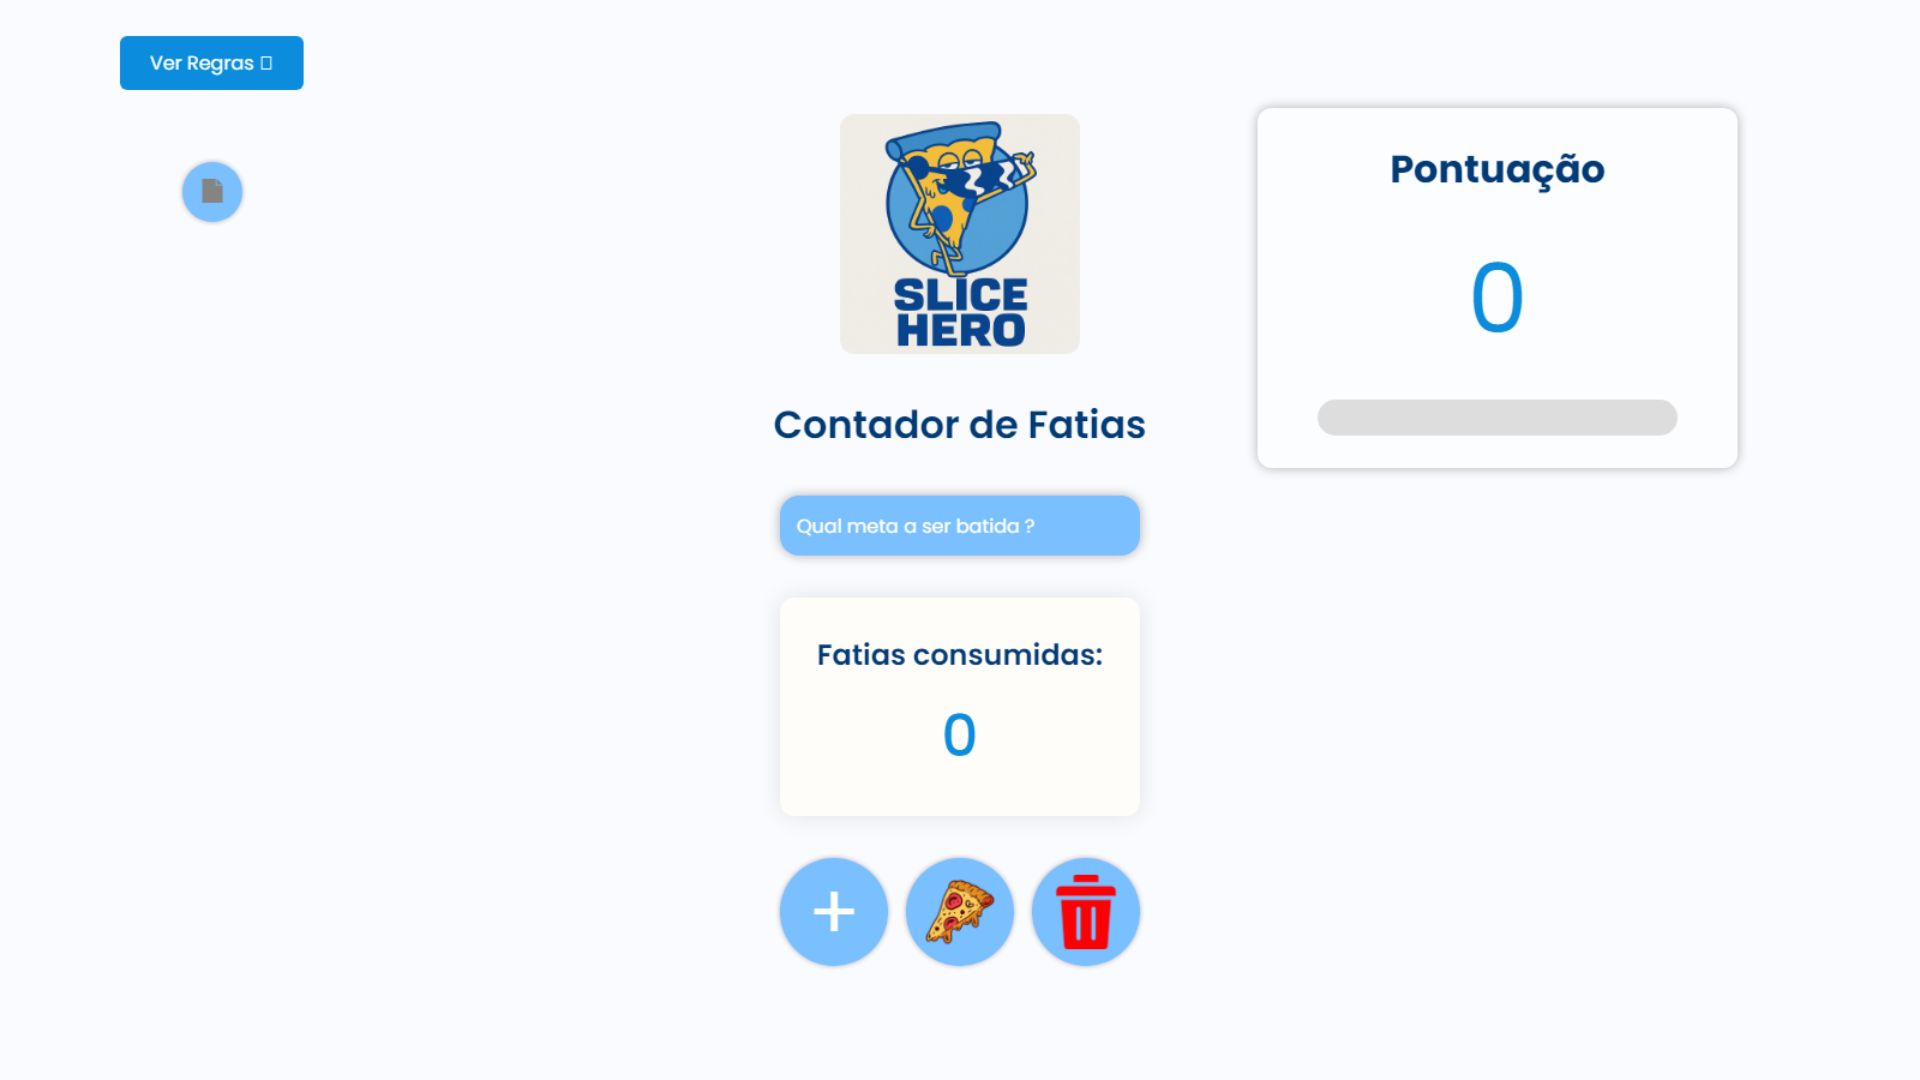 Ver Regras
SLICE
HERO
Contador de Fatias
Qual meta a ser batida ?
Fatias consumidas:
0
Pontuação
0